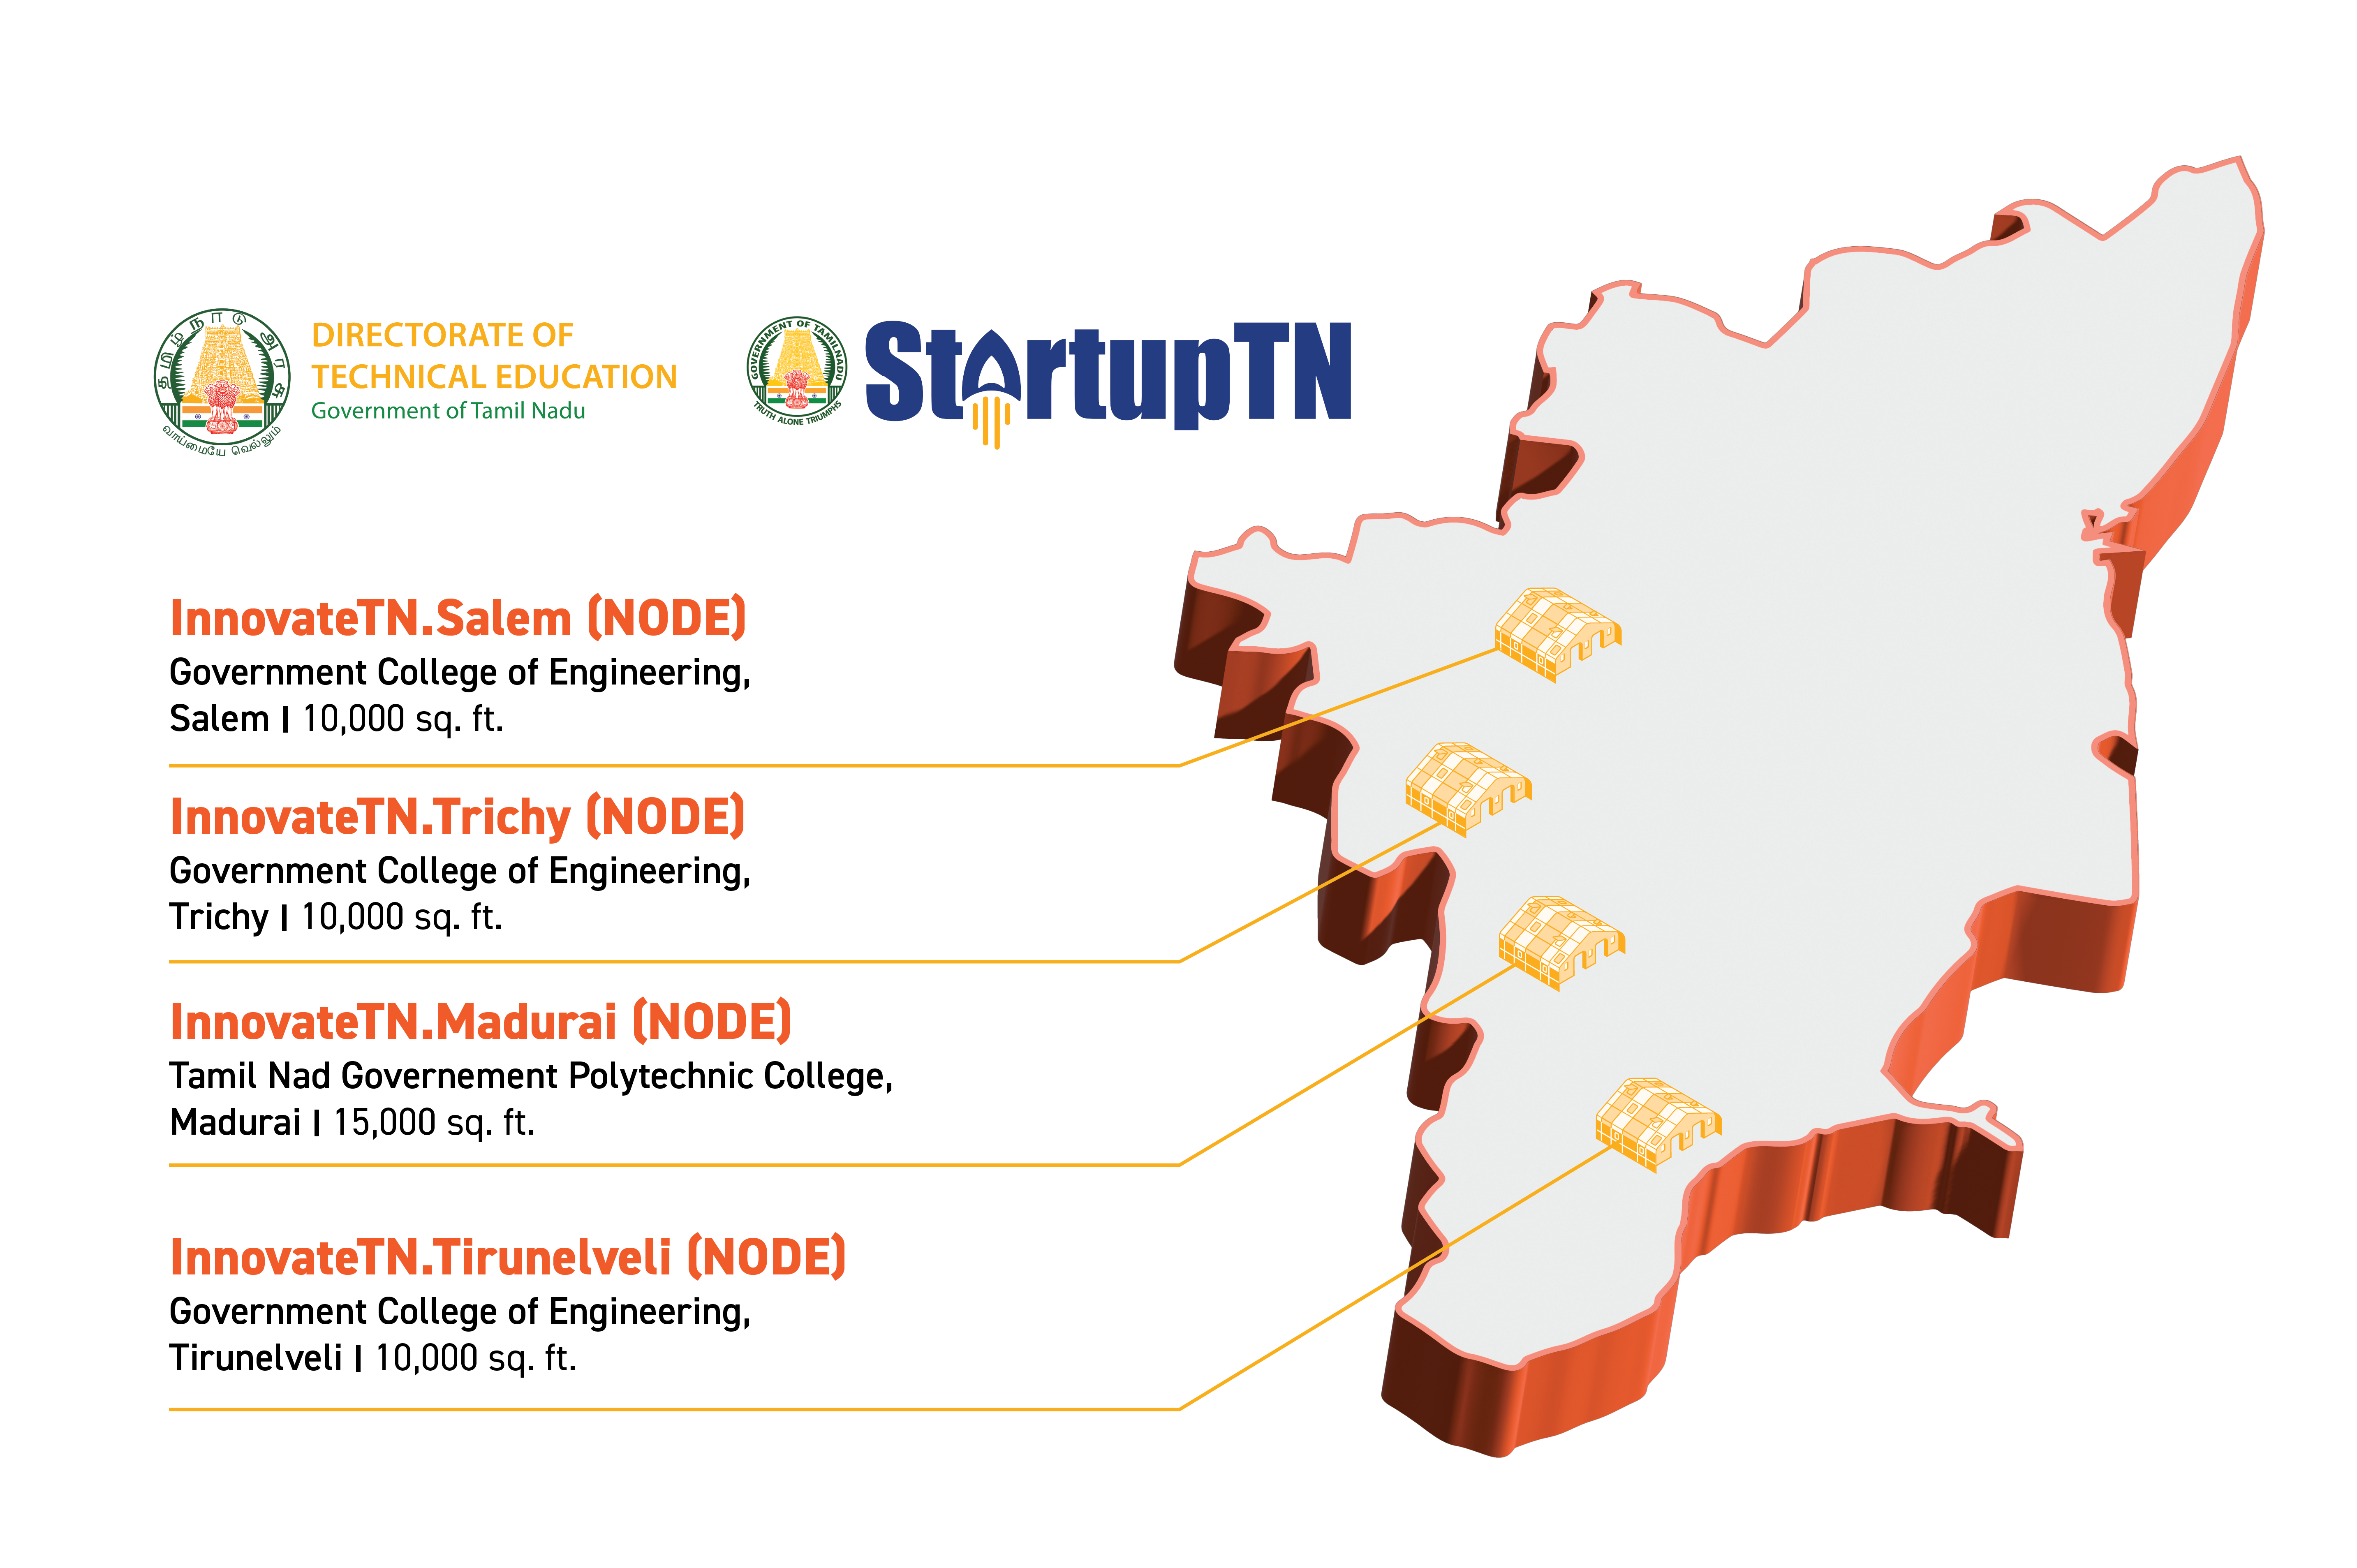 தமிழ்நாடு அரசு
வாய்மையே வெல்லும்
DIRECTORATE OF
TECHNICAL EDUCATION
Government of Tamil Nadu
GOVERNMENT OF TAMILNADU
TRUTH ALONE TRIUMPHS
StartupTN
InnovateTN.Salem (NODE)
Government College of Engineering,
Salem | 10,000 sq. ft.
InnovateTN.Trichy (NODE)
Government College of Engineering,
Trichy | 10,000 sq. ft.
InnovateTN.Madurai (NODE)
Tamil Nad Governement Polytechnic College,
Madurai | 15,000 sq. ft.
InnovateTN.Tirunelveli (NODE)
Government College of Engineering,
Tirunelveli | 10,000 sq. ft.